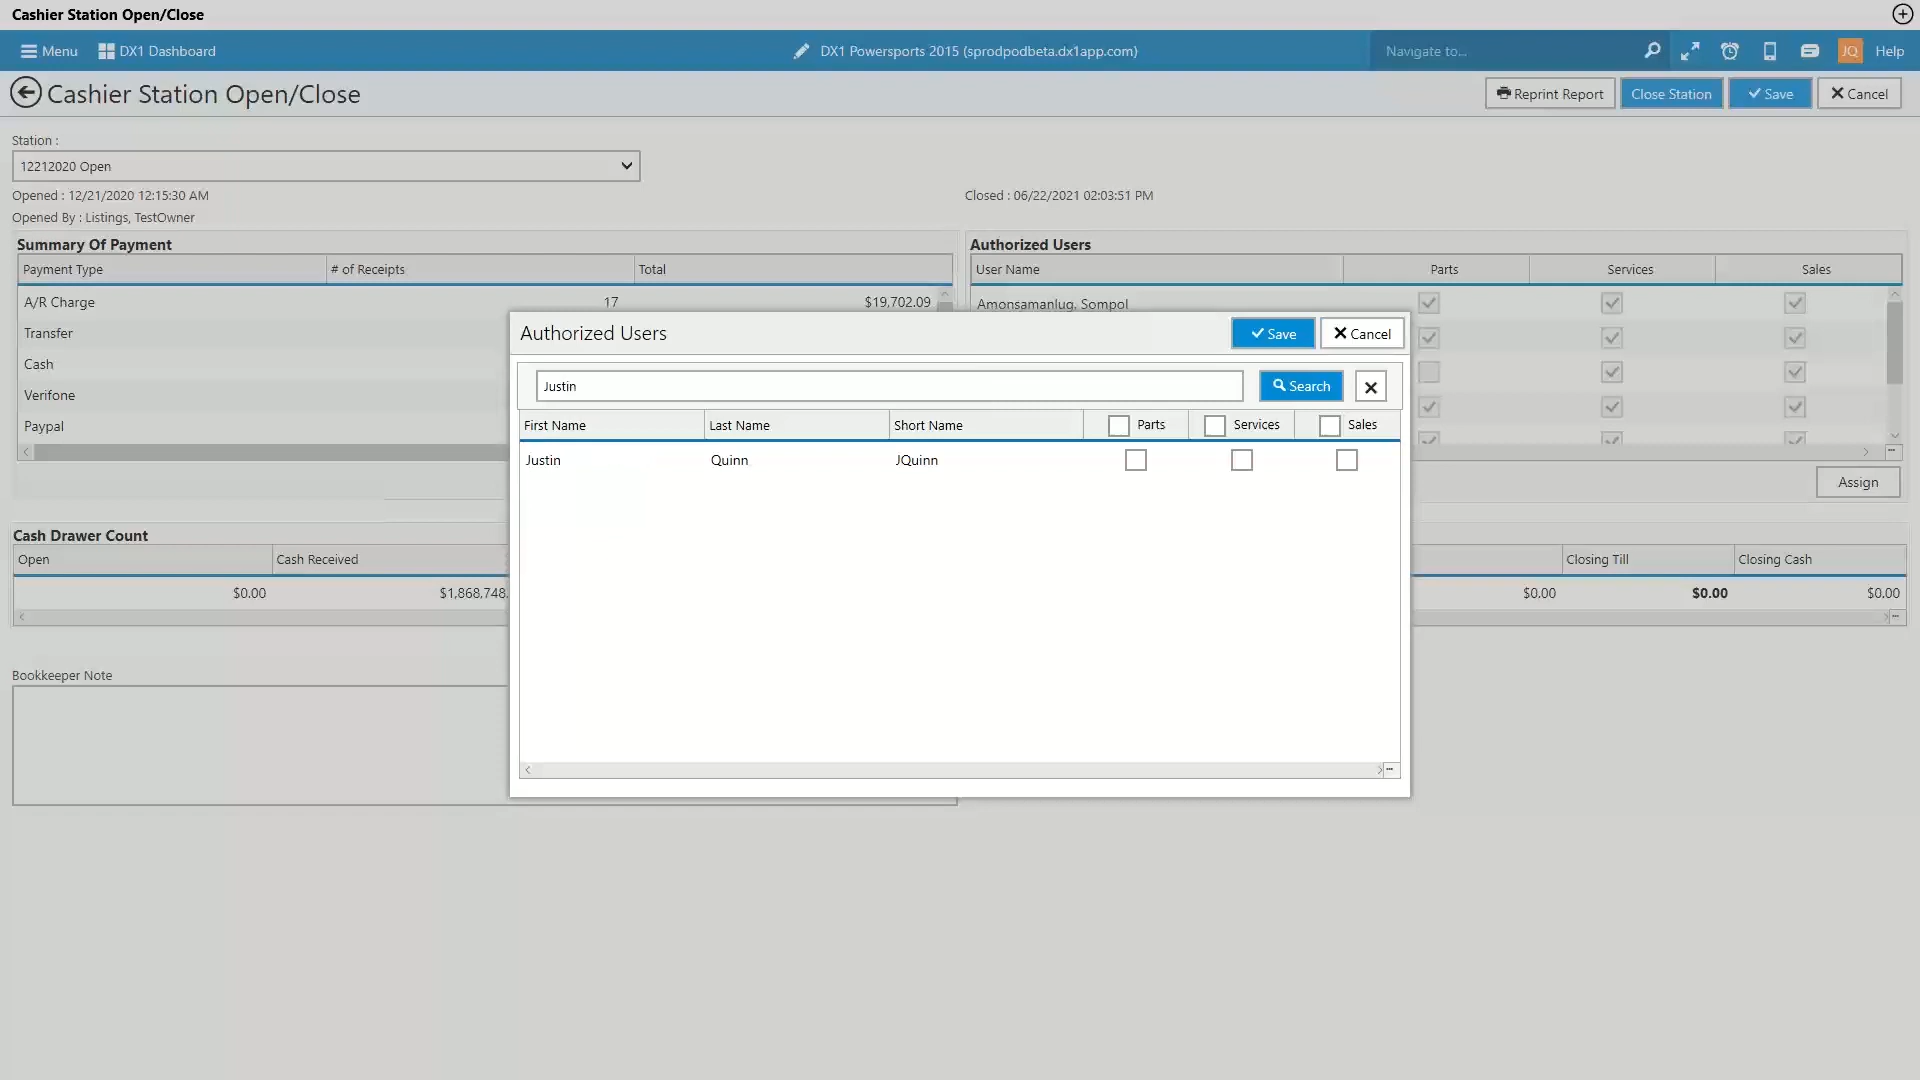 Cashier Station Open/Close
Menu DX1 Dashboard DX1 Powersports 2015 (sprodpodbeta.dx1app.com) Navigate to... JQ Help
Cashier Station Open/Close Reprint Report Close Station Save Cancel
Station :
12212020 Open
Opened : 12/21/2020 12:15:30 AM Closed : 06/22/2021 02:03:51 PM
Opened By : Listings, TestOwner
Summary Of Payment Authorized Users
Payment Type # of Receipts Total User Name Parts Services Sales
A/R Charge 17 $19,702.09 Amonsamanlug, Sompol
Transfer
Cash
Verifone
Paypal
Authorized Users Save Cancel
Justin Search
First Name Last Name Short Name Parts Services Sales
Justin Quinn JQuinn
Assign
Cash Drawer Count
Open Cash Received Closing Till Closing Cash
$0.00 $1,868,748. $0.00 $0.00 $0.00
Bookkeeper Note